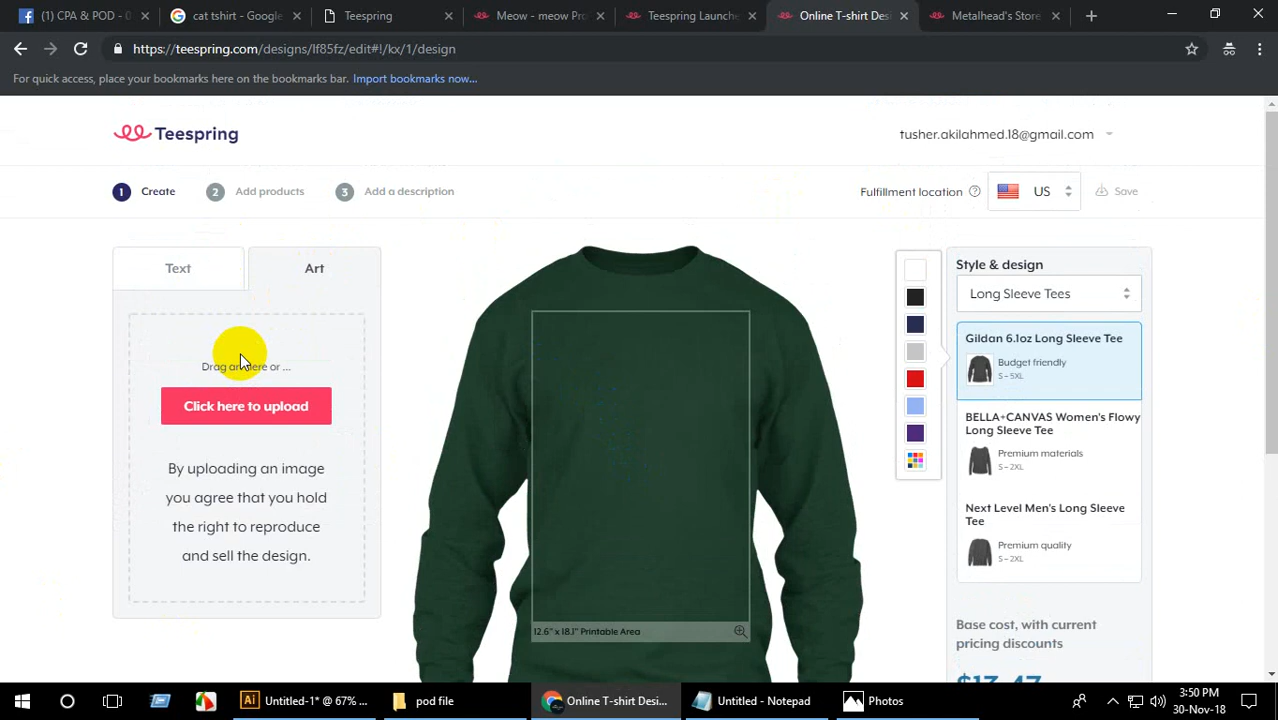 (1) CPA & POD - D
cat tshirt - Google
Teespring
Meow - meow Pro
Teespring Launche
Online T-shirt Desi
Metalhead's Store
https://teespring.com/designs/lf85fz/edit#!/kx/1/design
For quick access, place your bookmarks here on the bookmarks bar. Import bookmarks now...
Teespring
tusher.akilahmed.18@gmail.com
1 Create
2 Add products
3 Add a description
Fulfillment location
US
Save
Text
Art
Style & design
Long Sleeve Tees
Gildan 6.1oz Long Sleeve Tee
Budget friendly
S – 5XL
Drag art here or ...
Click here to upload
By uploading an image
you agree that you hold
the right to reproduce
and sell the design.
BELLA+CANVAS Women's Flowy
Long Sleeve Tee
Premium materials
S – 2XL
Next Level Men's Long Sleeve
Tee
Premium quality
S – 2XL
12.6" x 18.1" Printable Area
Base cost, with current
pricing discounts
$13.47
Untitled-1* @ 67% ...
pod file
Online T-shirt Desi...
Untitled - Notepad
Photos
3:50 PM
30-Nov-18